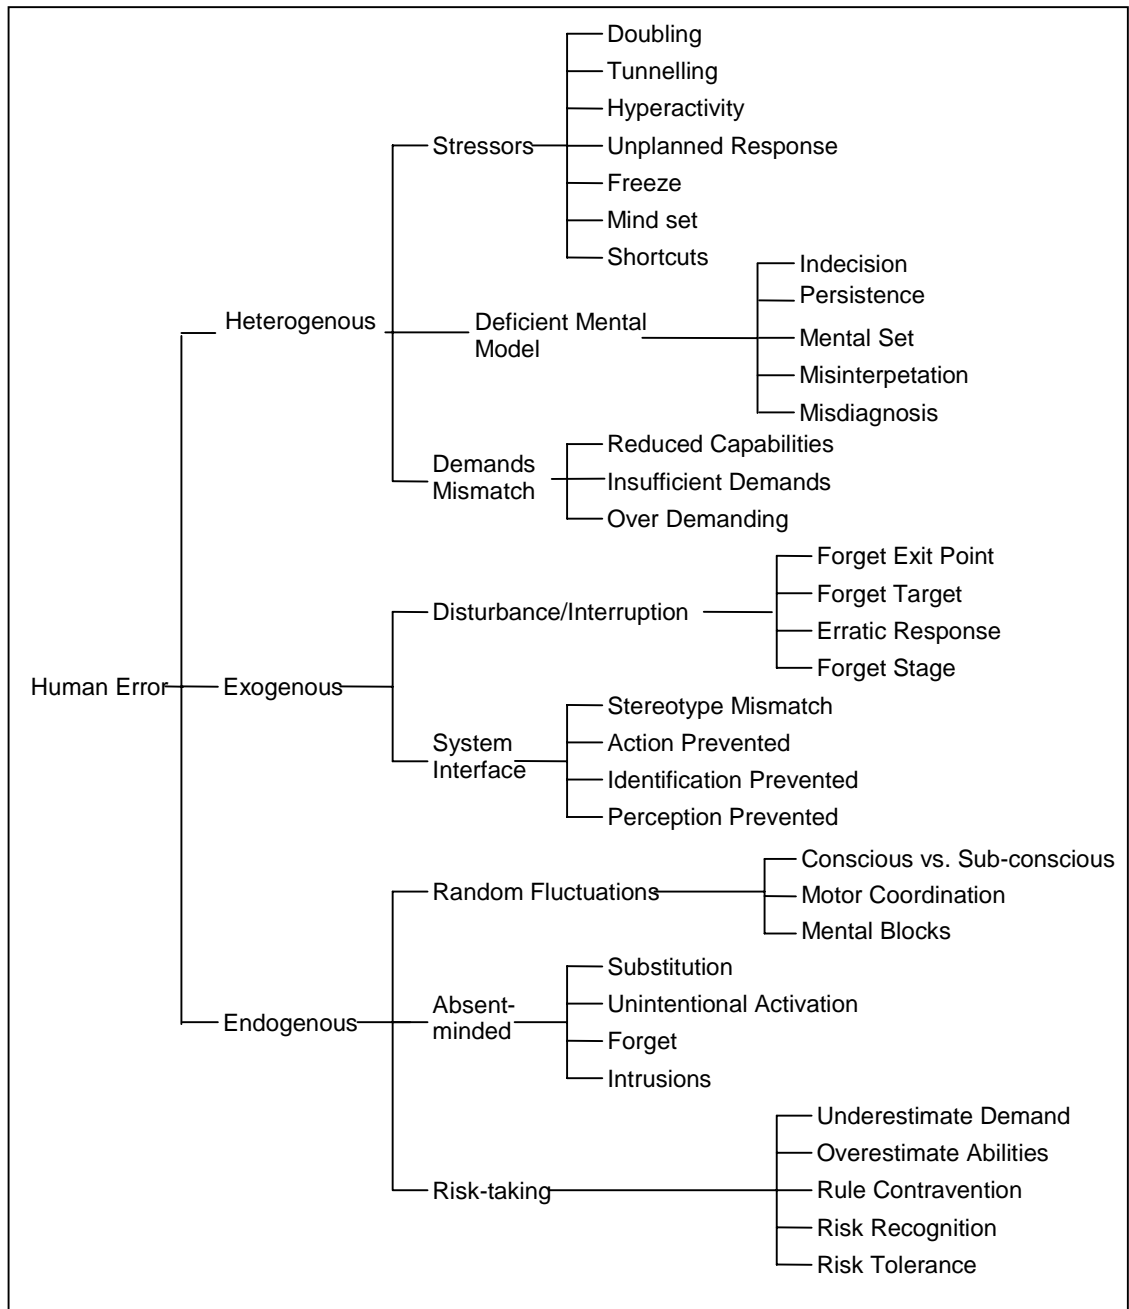 Doubling
Tunnelling
Hyperactivity
Stressors
Unplanned Response
Freeze
Mind set
Shortcuts
Indecision
Persistence
Heterogenous
Deficient Mental
Model
Mental Set
Misinterpetation
Misdiagnosis
Reduced Capabilities
Demands
Mismatch
Insufficient Demands
Over Demanding
Forget Exit Point
Forget Target
Disturbance/Interruption
Erratic Response
Forget Stage
Human Error
Exogenous
Stereotype Mismatch
System
Interface
Action Prevented
Identification Prevented
Perception Prevented
Conscious vs. Sub-conscious
Random Fluctuations
Motor Coordination
Mental Blocks
Substitution
Endogenous
Absent-
minded
Unintentional Activation
Forget
Intrusions
Underestimate Demand
Overestimate Abilities
Risk-taking
Rule Contravention
Risk Recognition
Risk Tolerance